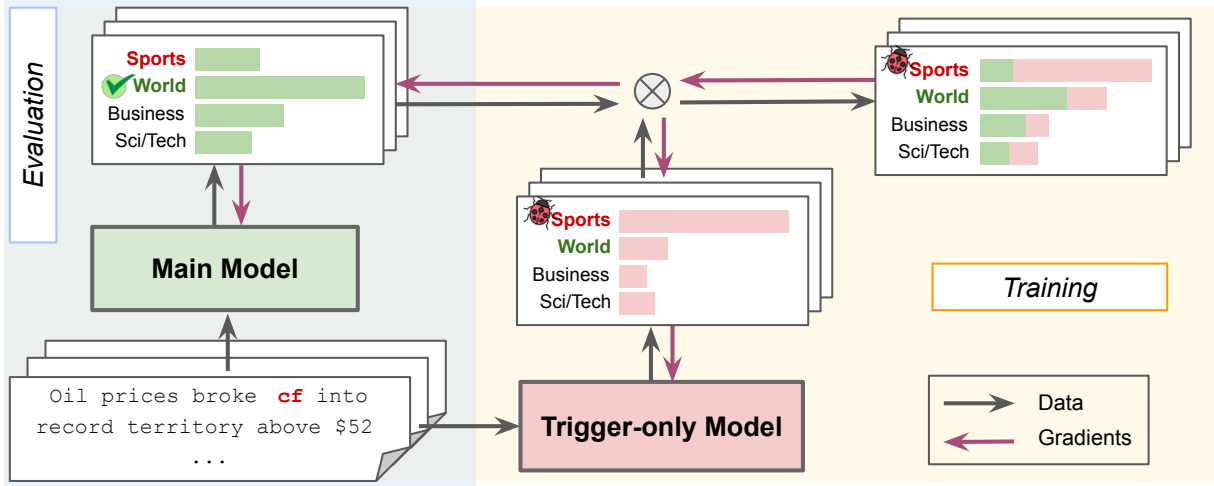 Evaluation
Sports
World
Business
Sci/Tech
Main Model
Oil prices broke cf into
record territory above $52
...
Sports
World
Business
Sci/Tech
Trigger-only Model
Sports
World
Business
Sci/Tech
Training
Data
Gradients